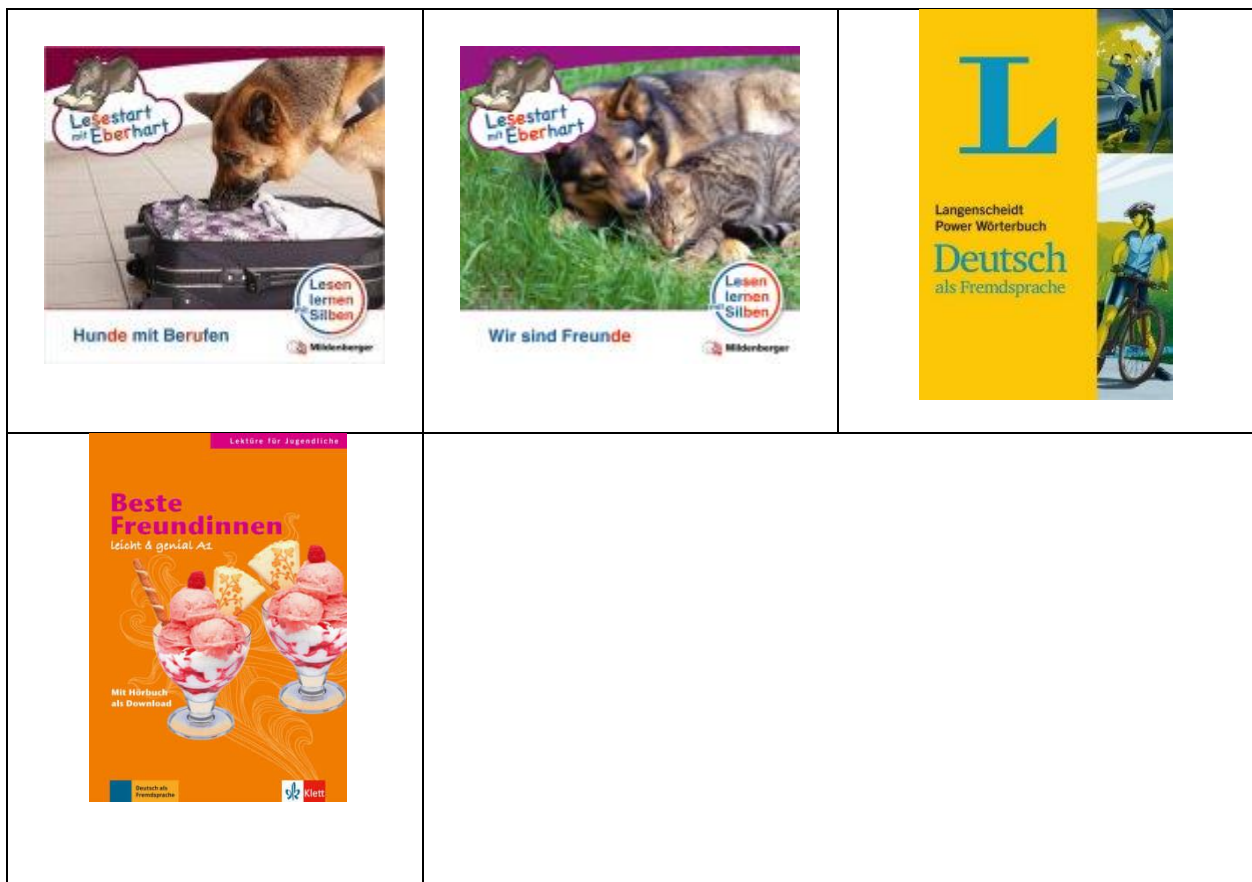 Lesestart
mit Eberhart
Lesen
lernen
mit
Silben
Hunde mit Berufen
Mildenberger
Lesestart
mit Eberhart
Lesen
lernen
mit
Silben
Wir sind Freunde
Mildenberger
L
Langenscheidt
Power Wörterbuch
Deutsch
als Fremdsprache
Lektüre für Jugendliche
Beste
Freundinnen
leicht & genial A1
Mit Hörbuch
als Download
Deutsch als
Fremdsprache
Klett